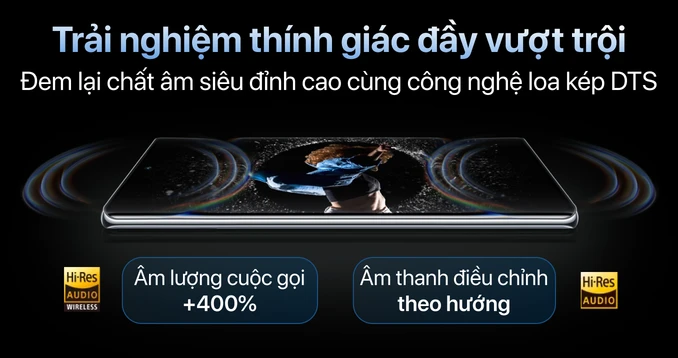 Trải nghiệm thính giác đầy vượt trội
Đem lại chất âm siêu đỉnh cao cùng công nghệ loa kép DTS
Hi-Res
AUDIO
WIRELESS
Âm lượng cuộc gọi
+400%
Âm thanh điều chỉnh
theo hướng
Hi-Res
AUDIO